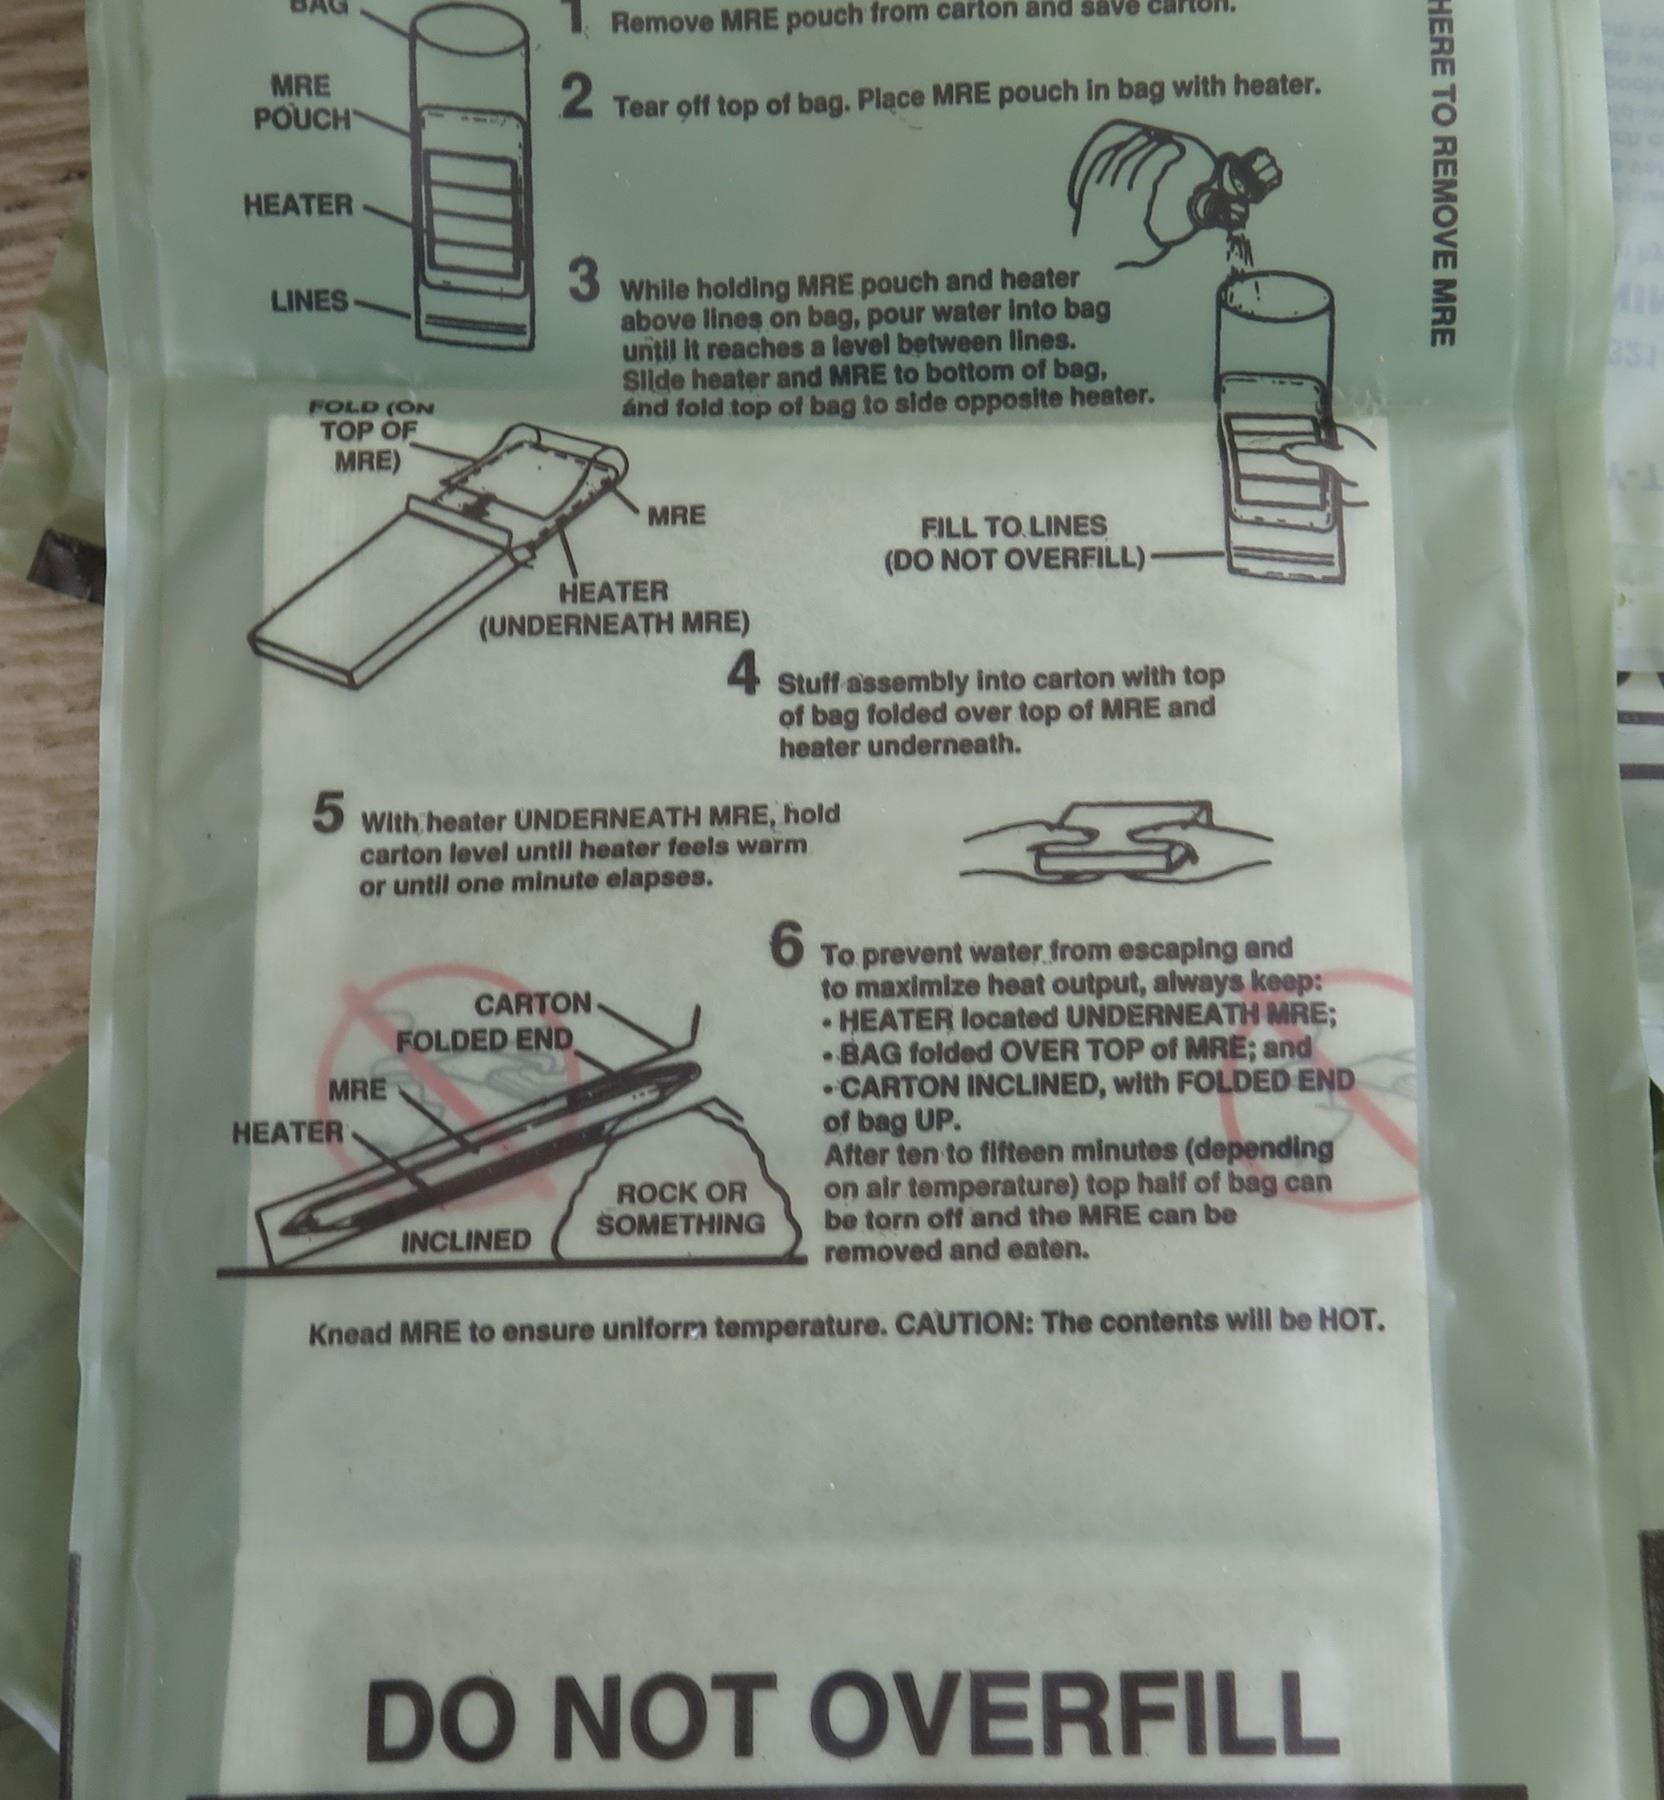 BAG
1 Remove MRE pouch from carton and save carton.
MRE
POUCH
2 Tear off top of bag. Place MRE pouch in bag with heater.
HEATER
LINES
3 While holding MRE pouch and heater
above lines on bag, pour water into bag
until it reaches a level between lines.
Slide heater and MRE to bottom of bag,
and fold top of bag to side opposite heater.
HERE TO REMOVE MRE
FOLD (ON
TOP OF
MRE)
MRE
HEATER
(UNDERNEATH MRE)
FILL TO LINES
(DO NOT OVERFILL)
4 Stuff assembly into carton with top
of bag folded over top of MRE and
heater underneath.
5 With heater UNDERNEATH MRE, hold
carton level until heater feels warm
or until one minute elapses.
6 To prevent water from escaping and
to maximize heat output, always keep:
• HEATER located UNDERNEATH MRE;
• BAG folded OVER TOP of MRE; and
• CARTON INCLINED, with FOLDED END
of bag UP.
After ten to fifteen minutes (depending
on air temperature) top half of bag can
be torn off and the MRE can be
removed and eaten.
CARTON
FOLDED END
MRE
HEATER
INCLINED
ROCK OR
SOMETHING
Knead MRE to ensure uniform temperature. CAUTION: The contents will be HOT.
DO NOT OVERFILL